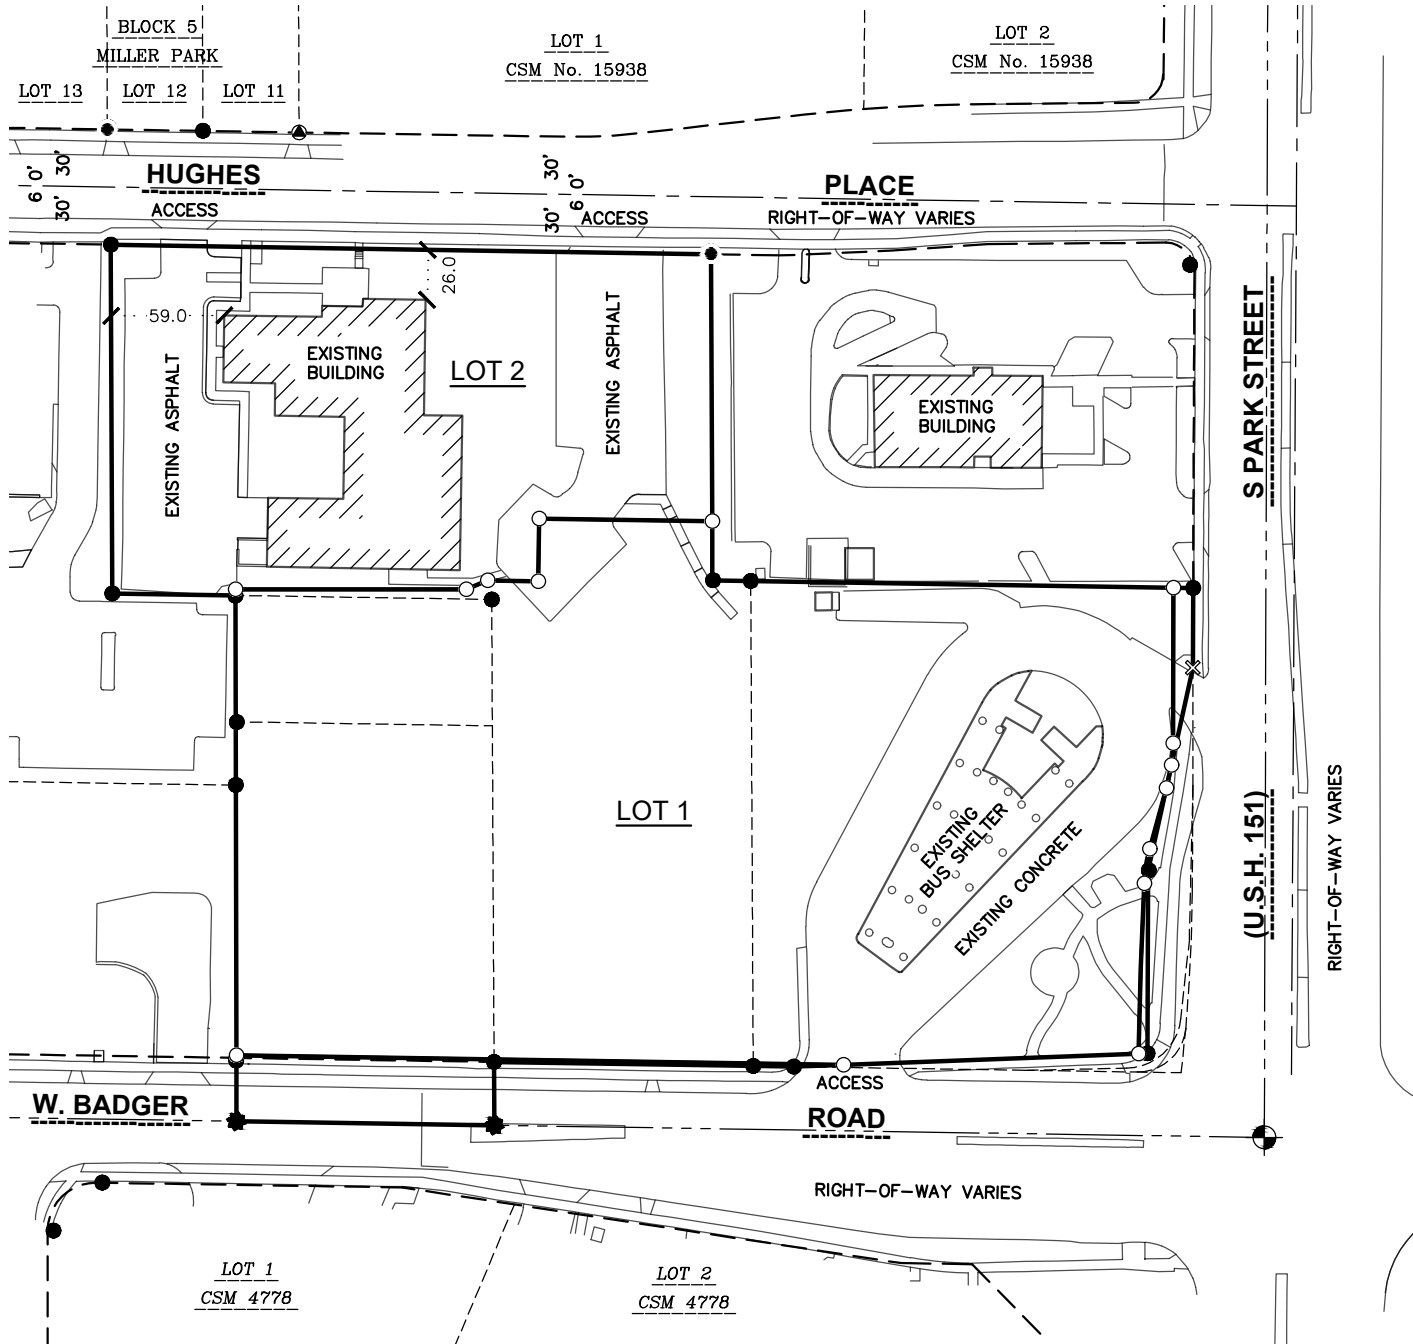 BLOCK 5
MILLER PARK
LOT 13
LOT 12
LOT 11
LOT 1
CSM No. 15938
LOT 2
CSM No. 15938
6 0'
30'
30'
HUGHES
ACCESS
30'
6 0'
30'
ACCESS
PLACE
RIGHT-OF-WAY VARIES
26.0
59.0
EXISTING ASPHALT
EXISTING
BUILDING
LOT 2
EXISTING ASPHALT
EXISTING
BUILDING
S PARK STREET
(U.S.H. 151)
RIGHT-OF-WAY VARIES
LOT 1
EXISTING
BUS SHELTER
EXISTING CONCRETE
ACCESS
W. BADGER
ROAD
RIGHT-OF-WAY VARIES
LOT 1
CSM 4778
LOT 2
CSM 4778